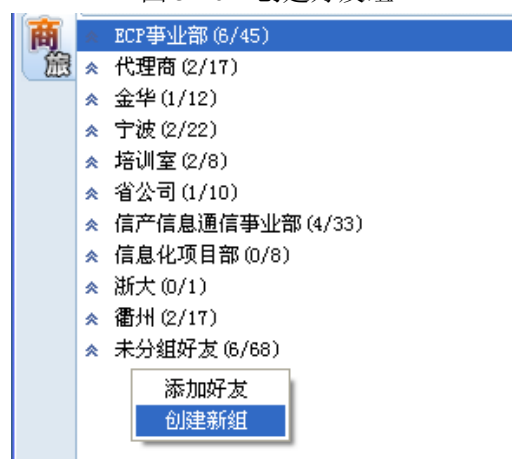 商旅
ECP事业部(6/45)
代理商(2/17)
金华(1/12)
宁波(2/22)
培训室(2/8)
省公司(1/10)
信产信息通信事业部(4/33)
信息化项目部(0/8)
浙大(0/1)
衢州(2/17)
未分组好友(6/68)
添加好友
创建新组